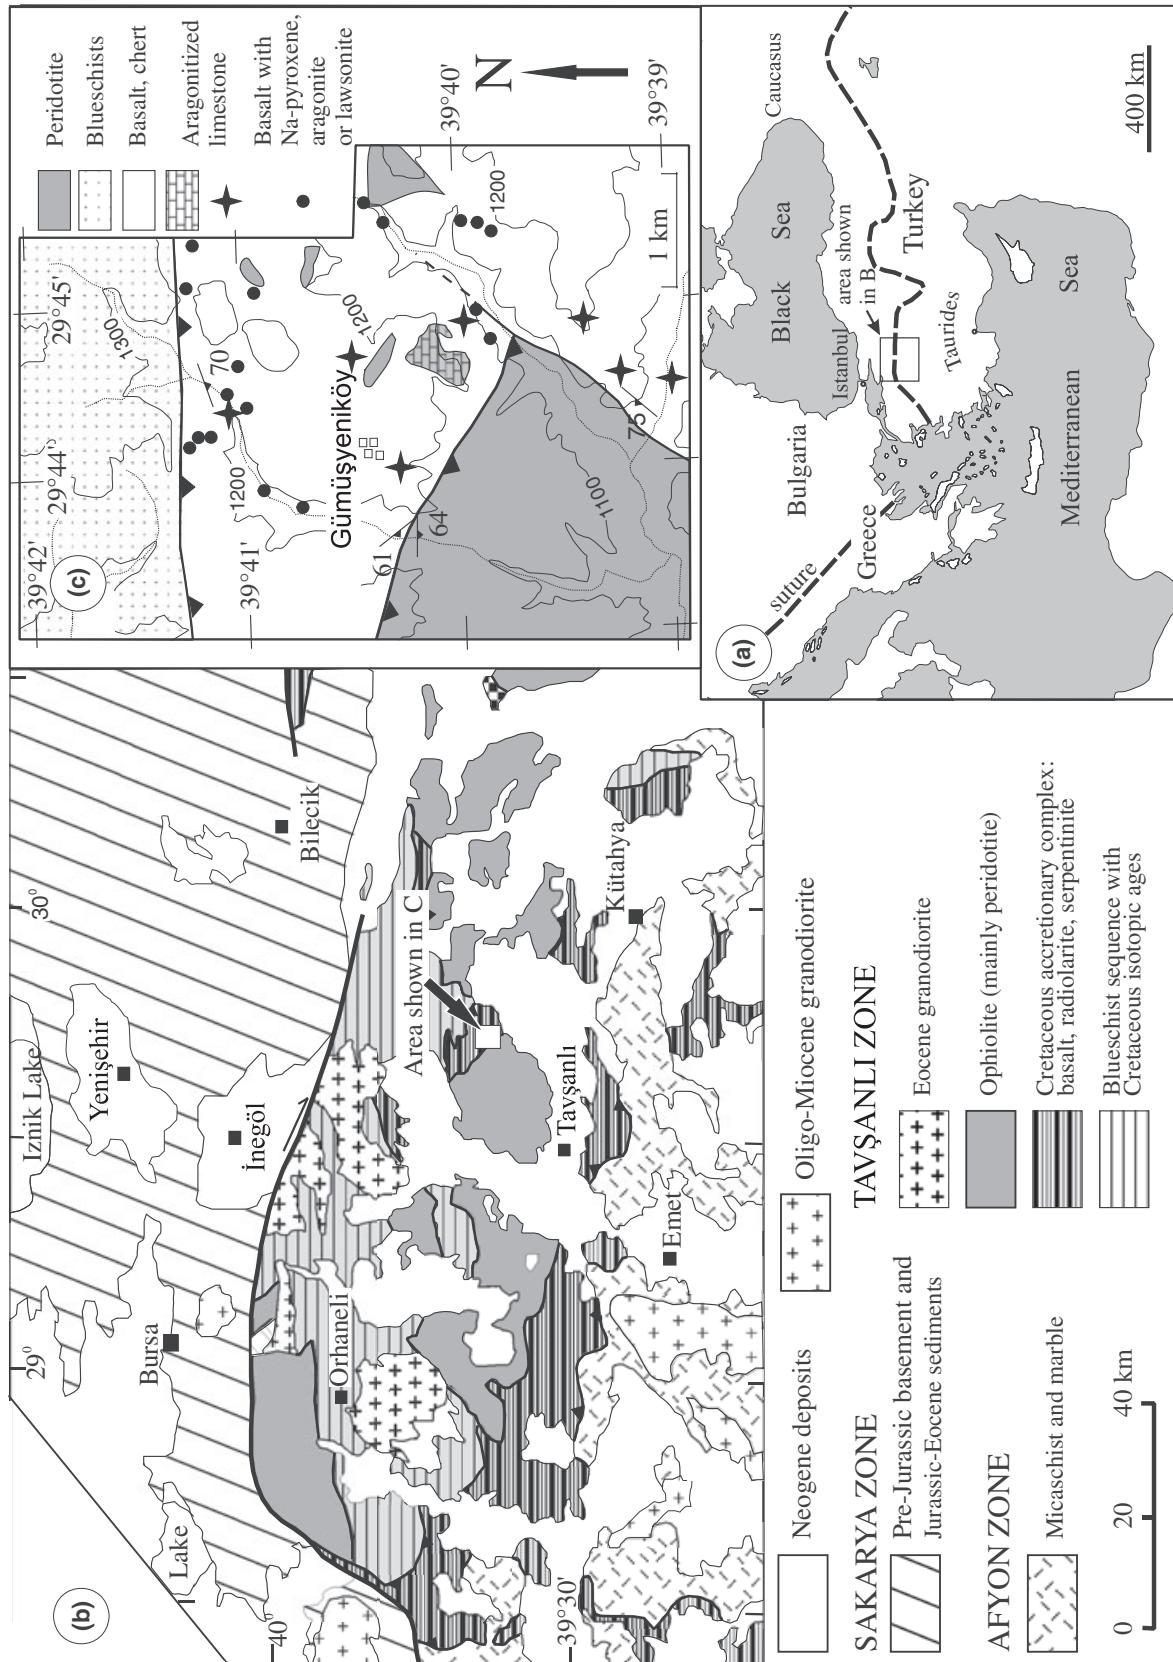 (b)
Iznik Lake
Yenişehir
30°
Bilecik
İnegöl
Bursa
29°
Lake
40
Orhaneli
Area shown in C
Tavşanlı
Kütahya
Emet
39°30'
Neogene deposits
Oligo-Miocene granodiorite
SAKARYA ZONE
Pre-Jurassic basement and
Jurassic-Eocene sediments
AFYON ZONE
Micaschist and marble
TAVŞANLI ZONE
Eocene granodiorite
Ophiolite (mainly peridotite)
Cretaceous accretionary complex:
basalt, radiolarite, serpentinite
Blueschist sequence with
Cretaceous isotopic ages
0 20 40 km
(c)
39°42'
29°44'
29°45'
1300
70
1200
39°41'
Gümüşyeniköy
1200
61
64
1100
75
1200
1 km
39°40'
39°39'
N
Peridotite
Blueschists
Basalt, chert
Aragonitized
limestone
Basalt with
Na-pyroxene,
aragonite
or lawsonite
(a)
suture
Greece
Bulgaria
Istanbul
area shown
in B
Black
Sea
Caucasus
Turkey
Taurides
Mediterranean
Sea
400 km